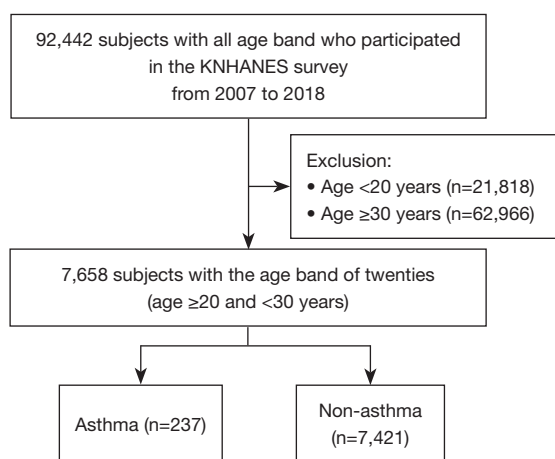 92,442 subjects with all age band who participated
in the KNHANES survey
from 2007 to 2018
Exclusion:
• Age <20 years (n=21,818)
• Age ≥30 years (n=62,966)
7,658 subjects with the age band of twenties
(age ≥20 and <30 years)
Asthma (n=237)
Non-asthma
(n=7,421)